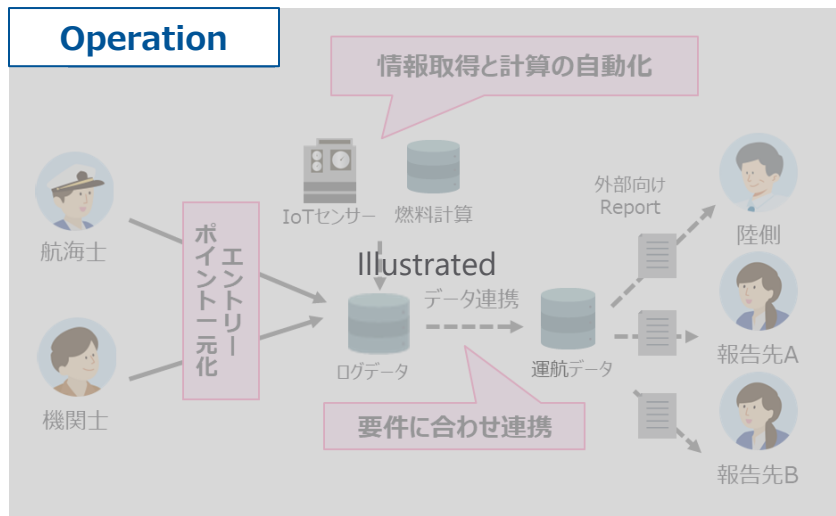 Operation
情報取得と計算の自動化
IoTセンサー
燃料計算
外部向け
Report
航海士
エントリー
ポイント一元化
陸側
Illustrated
データ連携
ログデータ
運航データ
報告先A
機関士
要件に合わせ連携
報告先B